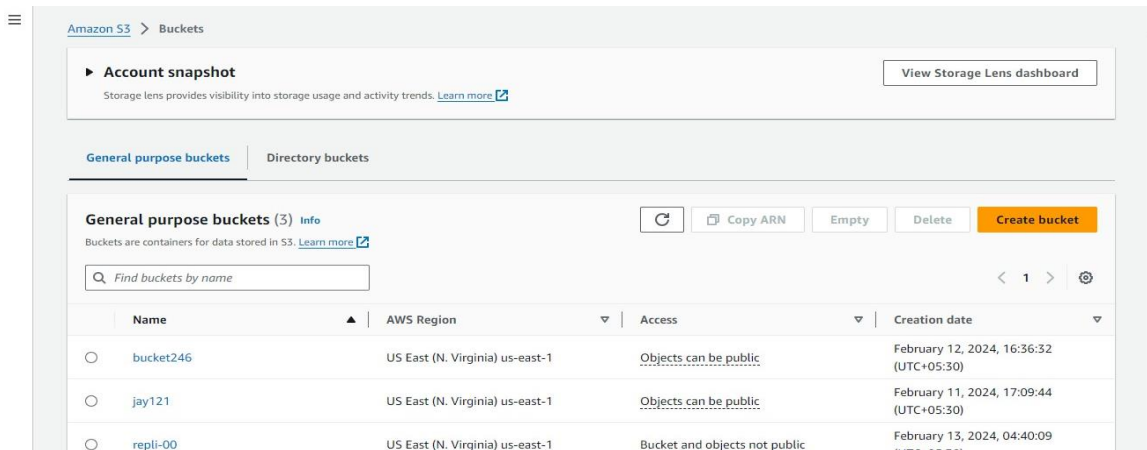 Amazon S3 > Buckets
Account snapshot
View Storage Lens dashboard
Storage lens provides visibility into storage usage and activity trends. Learn more
General purpose buckets Directory buckets
General purpose buckets (3) Info
Copy ARN Empty Delete Create bucket
Buckets are containers for data stored in S3. Learn more
Find buckets by name
1
Name AWS Region Access Creation date
bucket246 US East (N. Virginia) us-east-1 Objects can be public February 12, 2024, 16:36:32 (UTC+05:30)
jay121 US East (N. Virginia) us-east-1 Objects can be public February 11, 2024, 17:09:44 (UTC+05:30)
repli-00 US East (N. Virginia) us-east-1 Bucket and objects not public February 13, 2024, 04:40:09